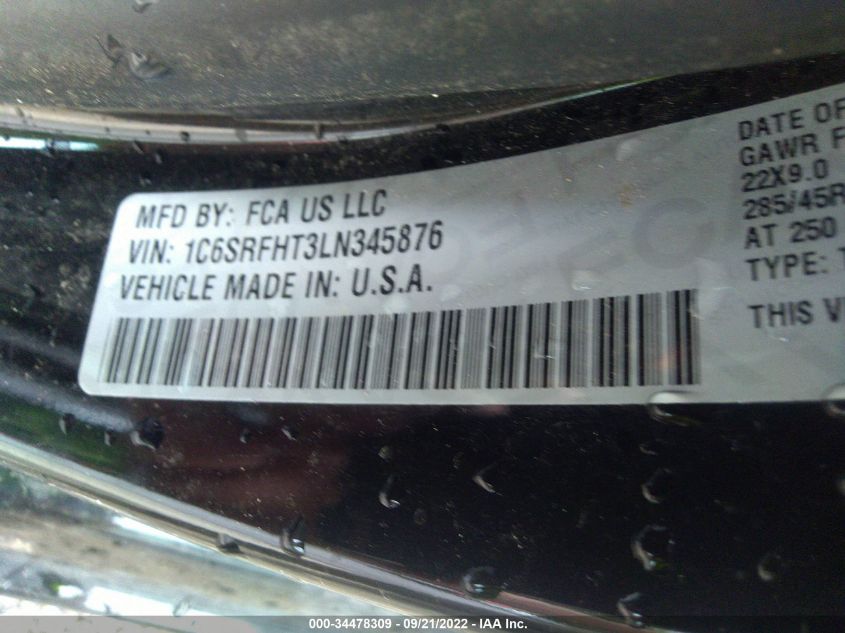 MFD BY: FCA US LLC
VIN: 1C6SRFHT3LN345876
VEHICLE MADE IN: U.S.A.
DATE OF
GAWR F
22X9.0
285/45R
AT 250
TYPE: T
THIS V
000-34478309 - 09/21/2022 - IAA Inc.